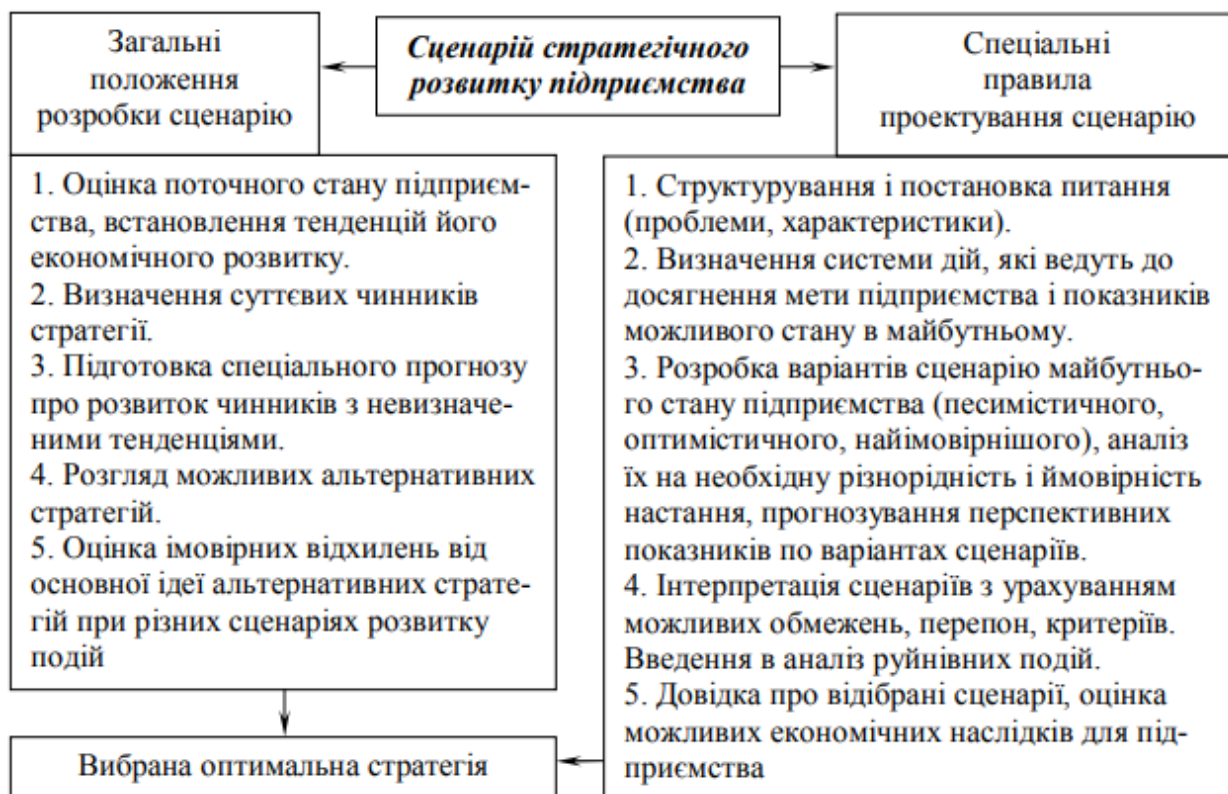 Загальні
положення
розробки сценарію
Сценарій стратегічного
розвитку підприємства
Спеціальні
правила
проектування сценарію
1. Оцінка поточного стану підприєм-
ства, встановлення тенденцій його
економічного розвитку.
2. Визначення суттєвих чинників
стратегії.
3. Підготовка спеціального прогнозу
про розвиток чинників з невизначе-
ними тенденціями.
4. Розгляд можливих альтернативних
стратегій.
5. Оцінка імовірних відхилень від
основної ідеї альтернативних страте-
гій при різних сценаріях розвитку
подій
1. Структурування і постановка питання
(проблеми, характеристики).
2. Визначення системи дій, які ведуть до
досягнення мети підприємства і показників
можливого стану в майбутньому.
3. Розробка варіантів сценарію майбутньо-
го стану підприємства (песимістичного,
оптимістичного, найімовірнішого), аналіз
їх на необхідну різнорідність і ймовірність
настання, прогнозування перспективних
показників по варіантах сценаріїв.
4. Інтерпретація сценаріїв з урахуванням
можливих обмежень, перепон, критеріїв.
Введення в аналіз руйнівних подій.
5. Довідка про відібрані сценарії, оцінка
можливих економічних наслідків для під-
приємства
Вибрана оптимальна стратегія